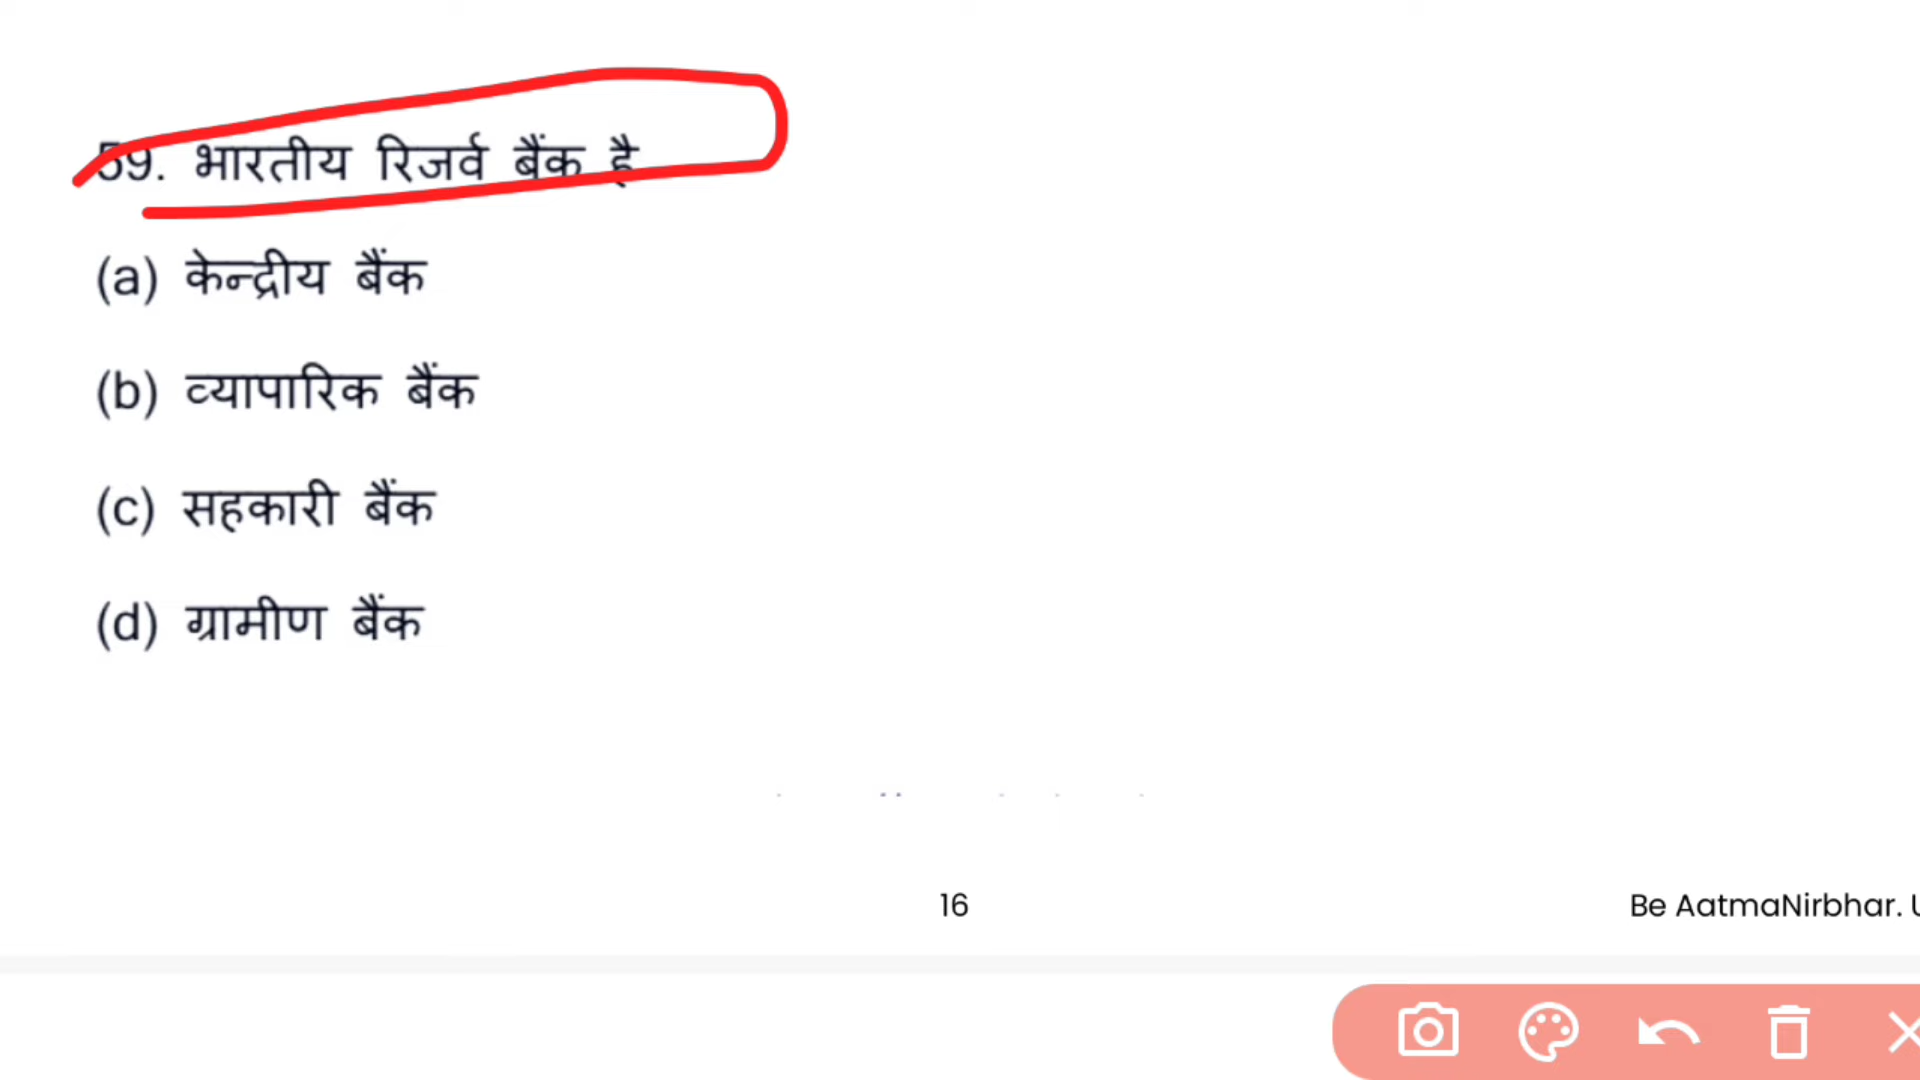 59. भारतीय रिजर्व बैंक है
(a) केन्द्रीय बैंक
(b) व्यापारिक बैंक
(c) सहकारी बैंक
(d) ग्रामीण बैंक
16
Be AatmaNirbhar.